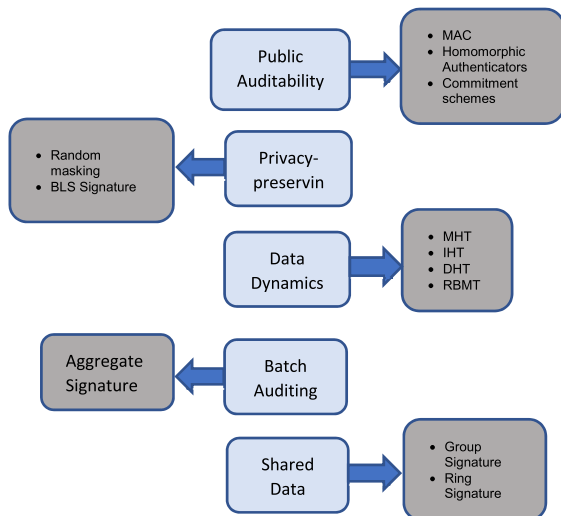 Public
Auditability
• MAC
• Homomorphic
Authenticators
• Commitment
schemes
• Random
masking
• BLS Signature
Privacy-
preservin
Data
Dynamics
• MHT
• IHT
• DHT
• RBMT
Aggregate
Signature
Batch
Auditing
Shared
Data
• Group
Signature
• Ring
Signature